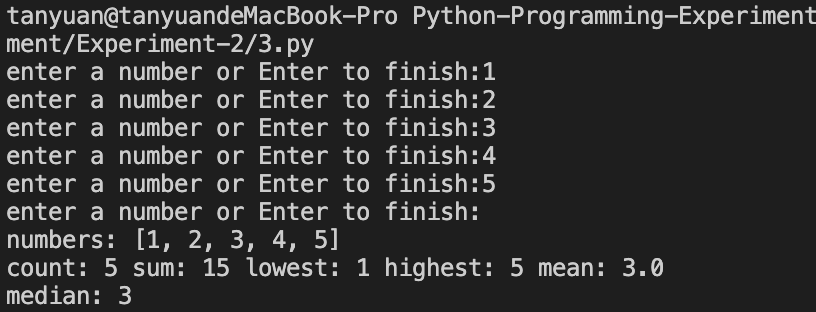 tanyuan@tanyuandeMacBook-Pro Python-Programming-Experiment
ment/Experiment-2/3.py
enter a number or Enter to finish:1
enter a number or Enter to finish:2
enter a number or Enter to finish:3
enter a number or Enter to finish:4
enter a number or Enter to finish:5
enter a number or Enter to finish:
numbers: [1, 2, 3, 4, 5]
count: 5 sum: 15 lowest: 1 highest: 5 mean: 3.0
median: 3